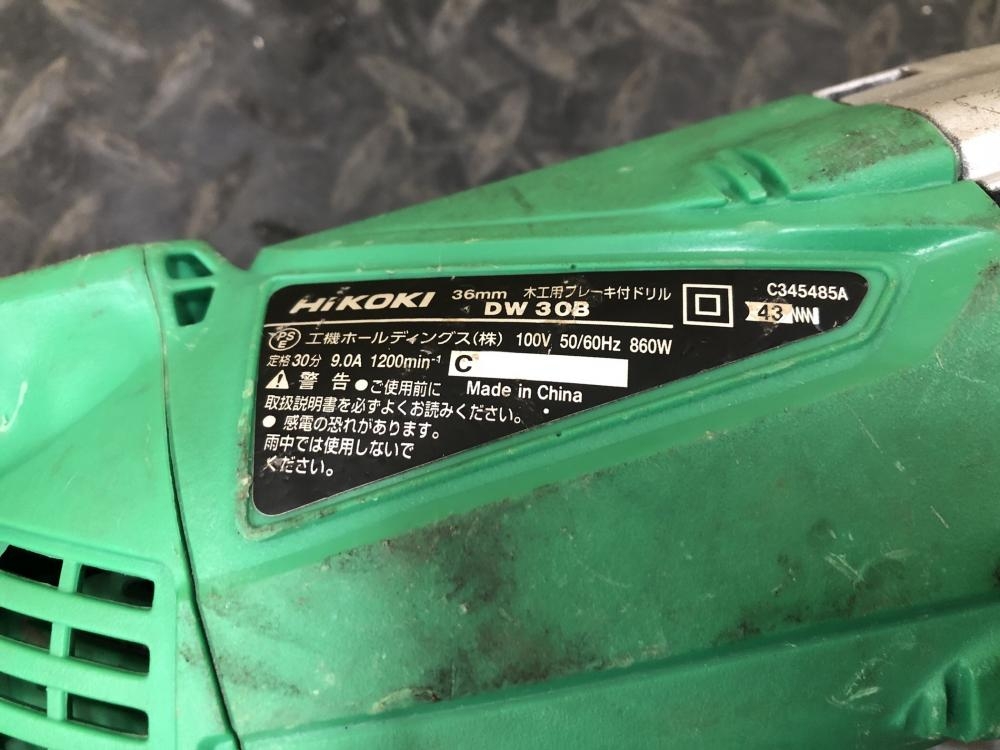 HiKOKI 36mm 木工用ブレーキ付ドリル
DW 30B
C345485A
43
PSE 工機ホールディングス(株) 100V 50/60Hz 860W
定格30分 9.0A 1200min⁻¹ C
警告 ●ご使用前に Made in China
取扱説明書を必ずよくお読みください。
● 感電の恐れがあります。
雨中では使用しないで
ください。